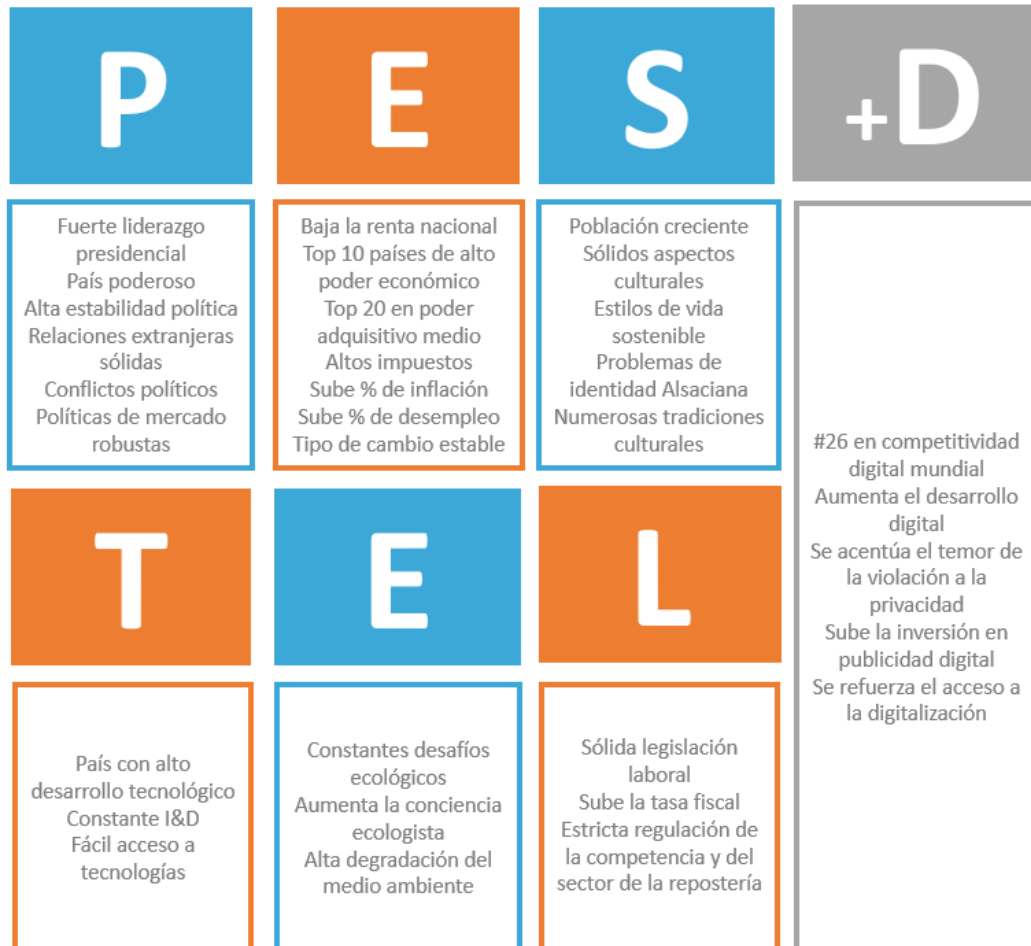 P
Fuerte liderazgo
presidencial
País poderoso
Alta estabilidad política
Relaciones extranjeras
sólidas
Conflictos políticos
Políticas de mercado
robustas
E
Baja la renta nacional
Top 10 países de alto
poder económico
Top 20 en poder
adquisitivo medio
Altos impuestos
Sube % de inflación
Sube % de desempleo
Tipo de cambio estable
S
Población creciente
Sólidos aspectos
culturales
Estilos de vida
sostenible
Problemas de
identidad Alsaciana
Numerosas tradiciones
culturales
+D
#26 en competitividad
digital mundial
Aumenta el desarrollo
digital
Se acentúa el temor de
la violación a la
privacidad
Sube la inversión en
publicidad digital
Se refuerza el acceso a
la digitalización
T
País con alto
desarrollo tecnológico
Constante I&D
Fácil acceso a
tecnologías
E
Constantes desafíos
ecológicos
Aumenta la conciencia
ecologista
Alta degradación del
medio ambiente
L
Sólida legislación
laboral
Sube la tasa fiscal
Estricta regulación de
la competencia y del
sector de la repostería